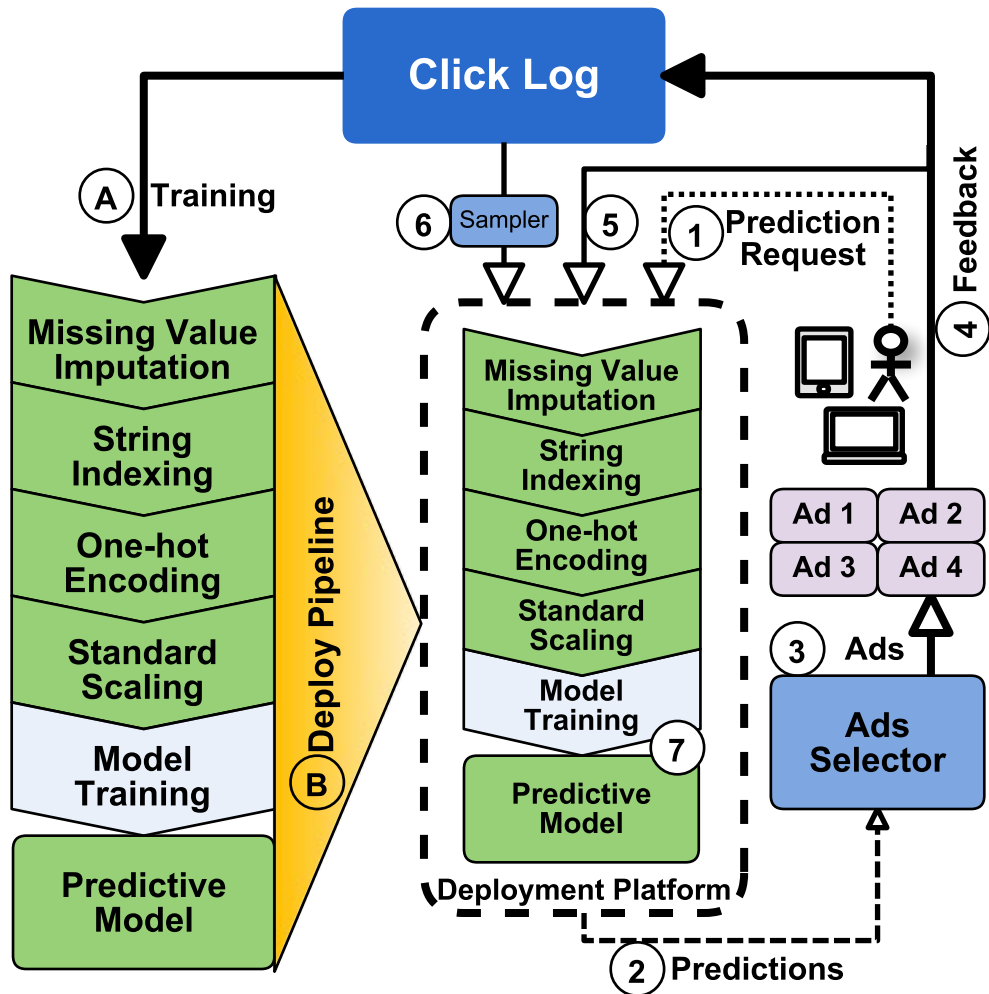 Click Log
A
Training
6
Sampler
5
1
Prediction
Request
4
Feedback
Missing Value
Imputation
String
Indexing
One-hot
Encoding
Standard
Scaling
Model
Training
Predictive
Model
B
Deploy Pipeline
Missing Value
Imputation
String
Indexing
One-hot
Encoding
Standard
Scaling
Model
Training
7
Predictive
Model
Deployment Platform
Ad 1
Ad 2
Ad 3
Ad 4
3
Ads
Ads
Selector
2
Predictions